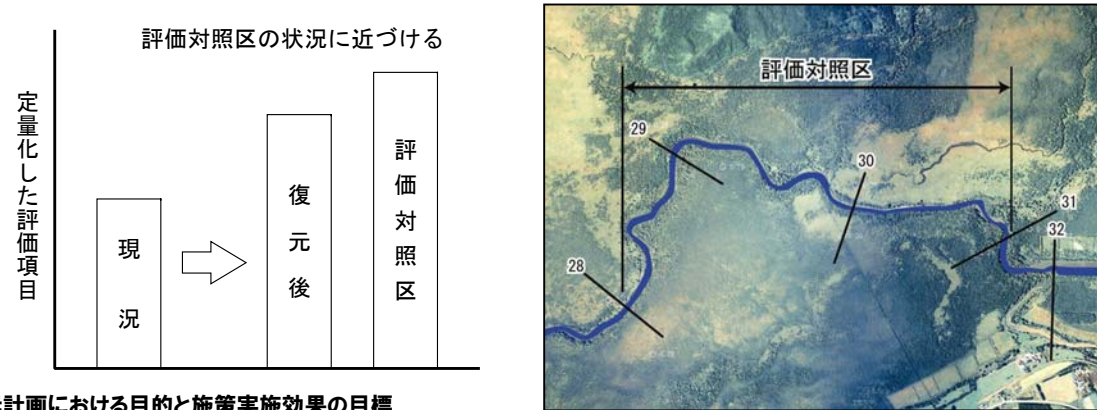 評価対照区の状況に近づける
定量化した評価項目
現況
復元後
評価対照区
計画における目的と施策実施効果の目標
評価対照区
29
30
31
32
28